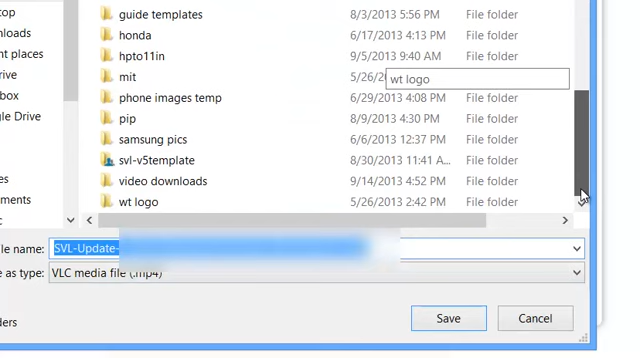 guide templates 8/3/2013 5:56 PM File folder
top
honda 6/17/2013 4:13 PM File folder
nloads
hpto11in 9/5/2013 9:40 AM File folder
nt places
mit 5/26/20 wt logo
rive
phone images temp 6/29/2013 4:08 PM File folder
box
pip 8/9/2013 4:30 PM File folder
gle Drive
samsung pics 6/6/2013 12:37 PM File folder
svl-v5template 8/30/2013 11:41 A... File folder
es
video downloads 9/14/2013 4:52 PM File folder
ments
wt logo 5/26/2013 2:42 PM File folder
c
ile name: SVL-Update-
e as type: VLC media file (.mp4)
ders
Save Cancel